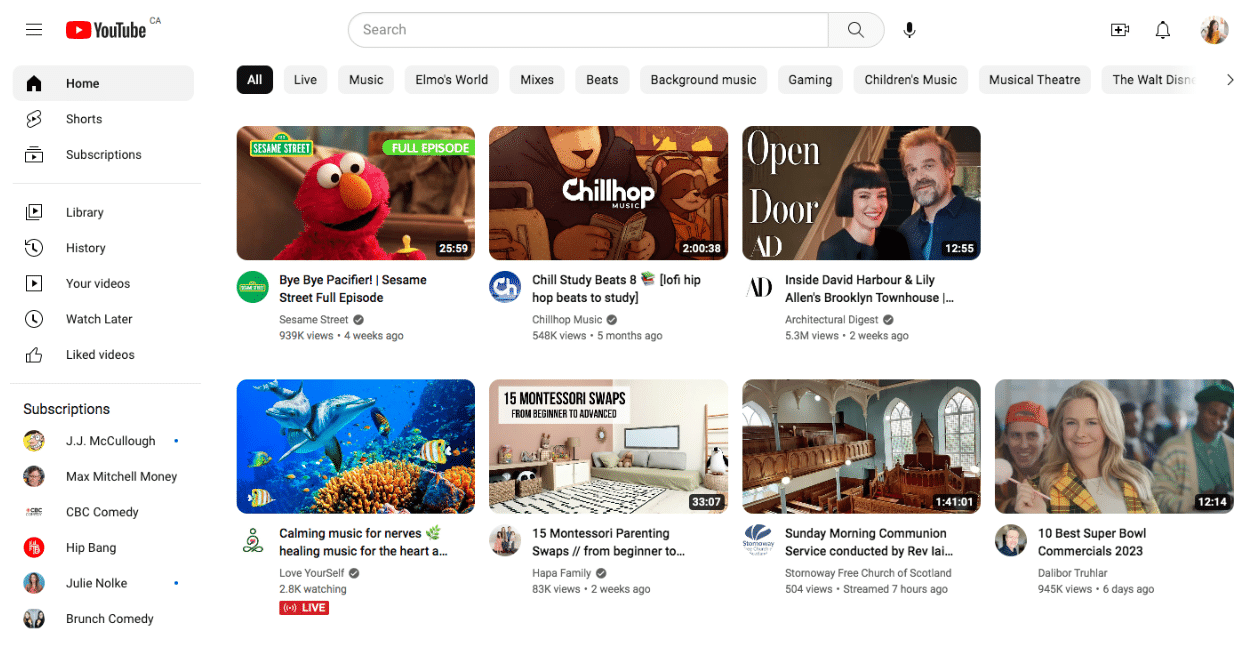 YouTube CA
Search
Home
Shorts
Subscriptions
Library
History
Your videos
Watch Later
Liked videos
Subscriptions
J.J. McCullough
Max Mitchell Money
CBC Comedy
Hip Bang
Julie Nolke
Brunch Comedy
All
Live
Music
Elmo's World
Mixes
Beats
Background music
Gaming
Children's Music
Musical Theatre
The Walt Disn
SESAME STREET
FULL EPISODE
25:59
Bye Bye Pacifier! | Sesame
Street Full Episode
Sesame Street
939K views • 4 weeks ago
Chillhop
MUSIC
2:00:38
Chill Study Beats 8 📚 [lofi hip
hop beats to study]
Chillhop Music
548K views • 5 months ago
Open
Door
AD
12:55
AD
Inside David Harbour & Lily
Allen's Brooklyn Townhouse |...
Architectural Digest
5.3M views • 2 weeks ago
Calming music for nerves 🌿
healing music for the heart a...
Love YourSelf
2.8K watching
LIVE
15 MONTESSORI SWAPS
FROM BEGINNER TO ADVANCED
33:07
15 Montessori Parenting
Swaps // from beginner to...
Hapa Family
83K views • 2 weeks ago
1:41:01
Stornoway
Sunday Morning Communion
Service conducted by Rev Iai...
Stornoway Free Church of Scotland
504 views • Streamed 7 hours ago
12:14
10 Best Super Bowl
Commercials 2023
Dalibor Truhlar
945K views • 6 days ago